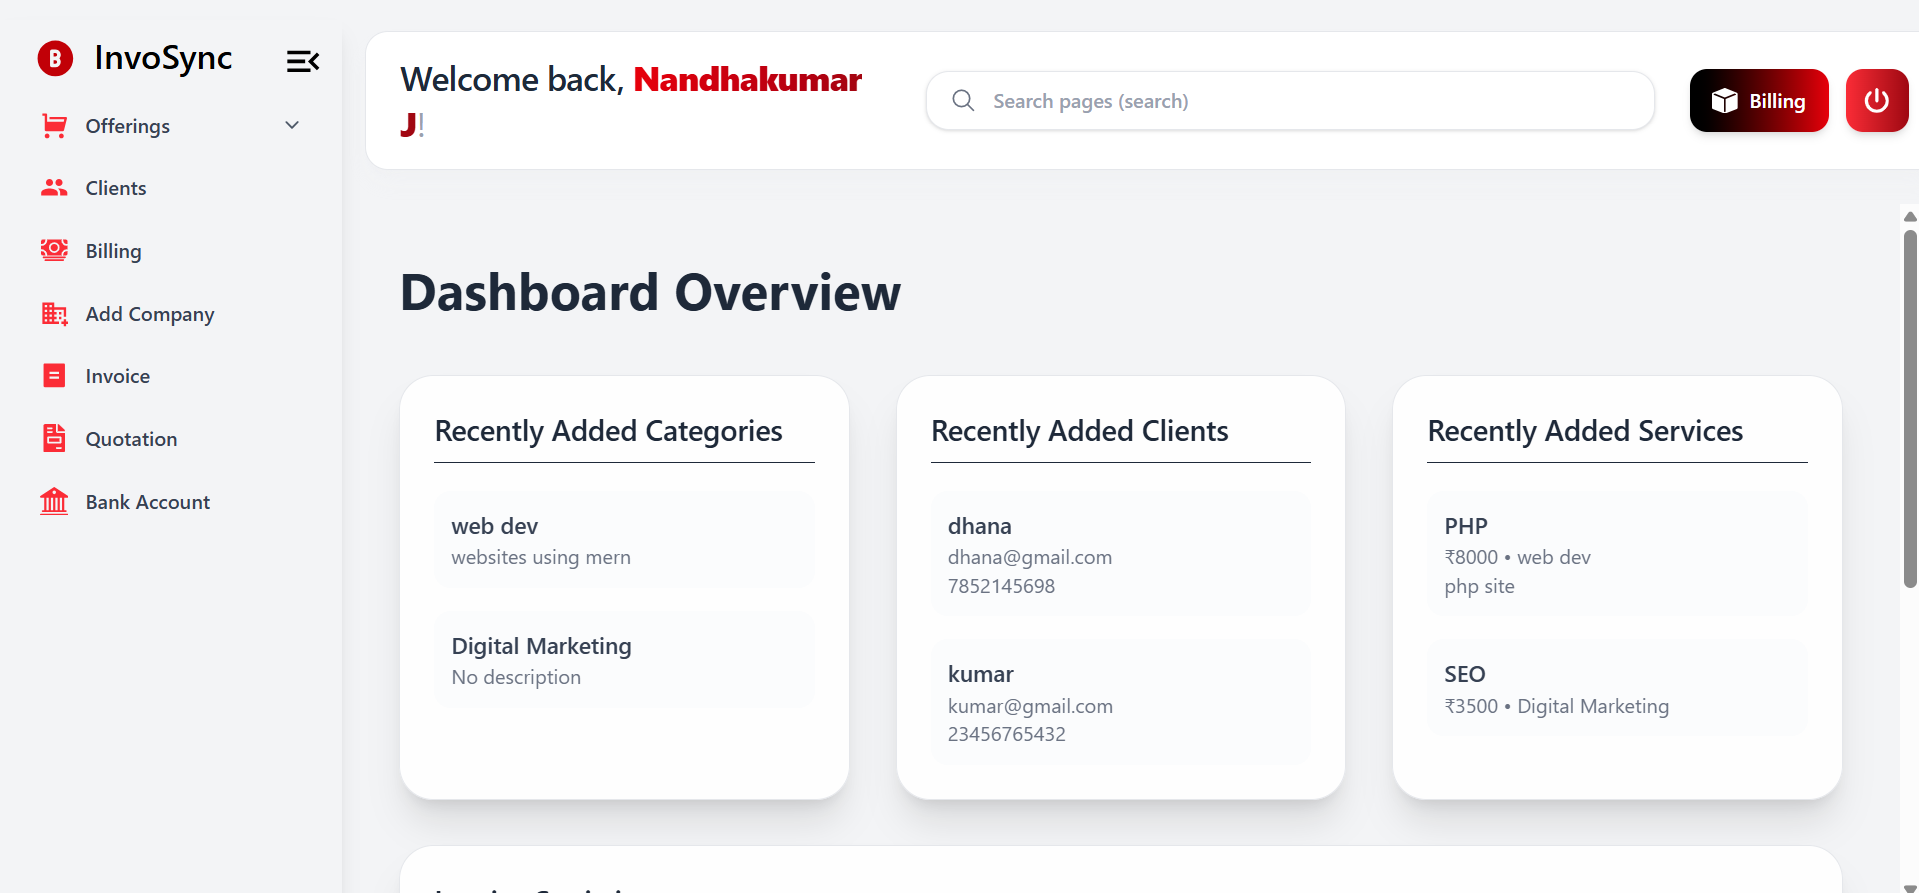 InvoSync
Offerings
Clients
Billing
Add Company
Invoice
Quotation
Bank Account
Welcome back, Nandhakumar
J!
Search pages (search)
Billing
Dashboard Overview
Recently Added Categories
web dev
websites using mern
Digital Marketing
No description
Recently Added Clients
dhana
dhana@gmail.com
7852145698
kumar
kumar@gmail.com
23456765432
Recently Added Services
PHP
₹8000 • web dev
php site
SEO
₹3500 • Digital Marketing